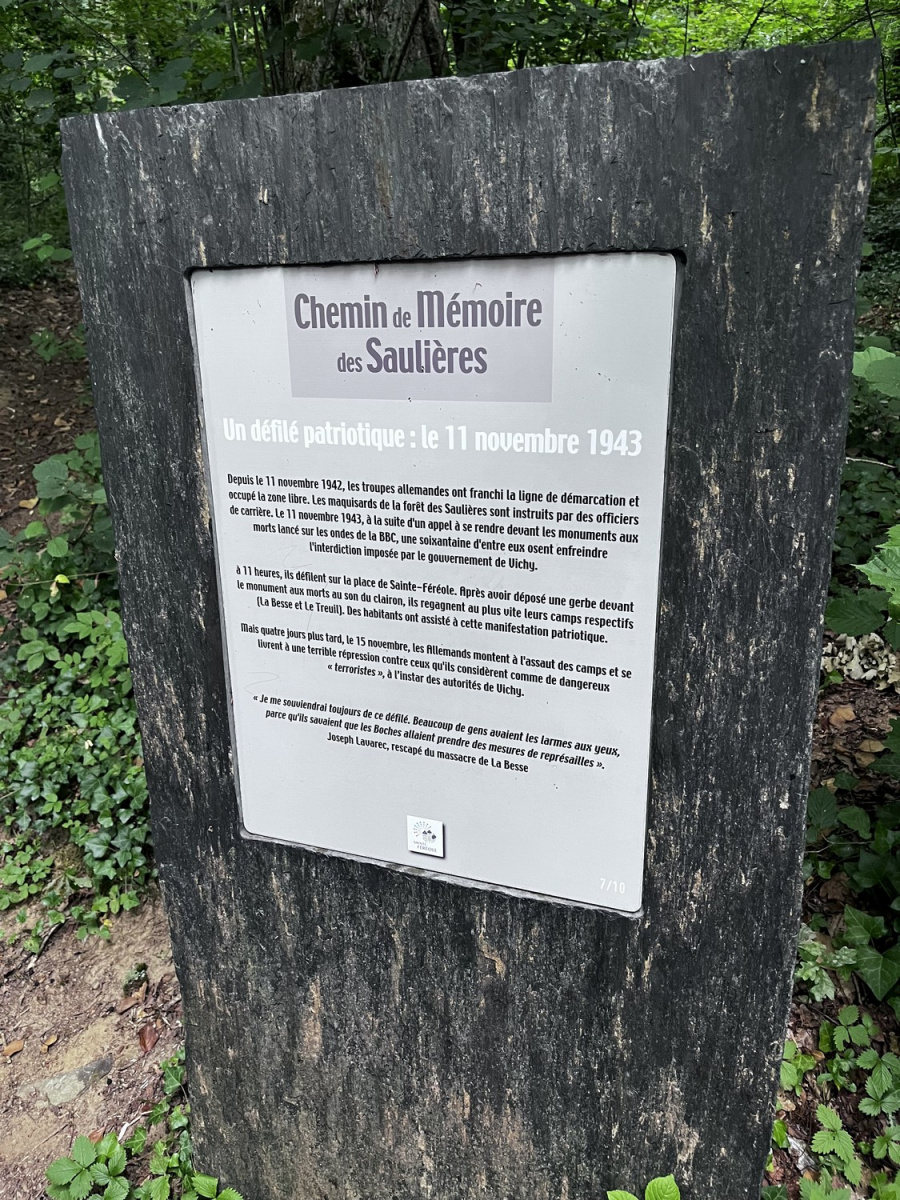 Chemin de Mémoire
des Saulières
Un défilé patriotique : le 11 novembre 1943
Depuis le 11 novembre 1942, les troupes allemandes ont franchi la ligne de démarcation et
occupé la zone libre. Les maquisards de la forêt des Saulières sont instruits par des officiers
de carrière. Le 11 novembre 1943, à la suite d'un appel à se rendre devant les monuments aux
morts lancé sur les ondes de la BBC, une soixantaine d'entre eux osent enfreindre
l'interdiction imposée par le gouvernement de Vichy.
à 11 heures, ils défilent sur la place de Sainte-Féréole. Après avoir déposé une gerbe devant
le monument aux morts au son du clairon, ils regagnent au plus vite leurs camps respectifs
(La Besse et Le Treuil). Des habitants ont assisté à cette manifestation patriotique.
Mais quatre jours plus tard, le 15 novembre, les Allemands montent à l'assaut des camps et se
livrent à une terrible répression contre ceux qu'ils considèrent comme de dangereux
« terroristes », à l'instar des autorités de Vichy.
« Je me souviendrai toujours de ce défilé. Beaucoup de gens avaient les larmes aux yeux,
parce qu'ils savaient que les Boches allaient prendre des mesures de représailles ».
Joseph Lavarec, rescapé du massacre de La Besse
7/10